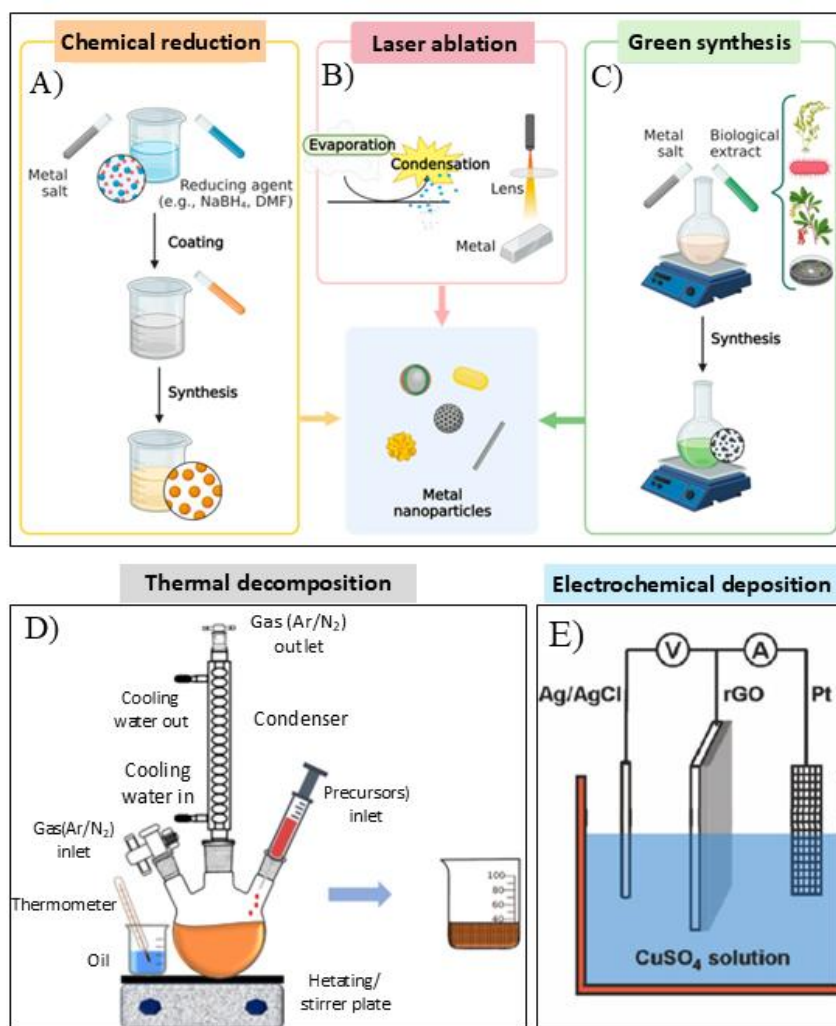 Chemical reduction
Laser ablation
Green synthesis
A)
Metal
salt
Reducing agent
(e.g., NaBH₄, DMF)
Coating
Synthesis
B)
Evaporation
Condensation
Lens
Metal
C)
Metal
salt
Biological
extract
Synthesis
Metal
nanoparticles
Thermal decomposition
Electrochemical deposition
D)
Gas (Ar/N₂)
outlet
Cooling
water out
Condenser
Cooling
water in
Precursors)
inlet
Gas(Ar/N₂)
inlet
Thermometer
Oil
Hetating/
stirrer plate
100
80
60
40
E)
V
A
Ag/AgCl
rGO
Pt
CuSO₄ solution